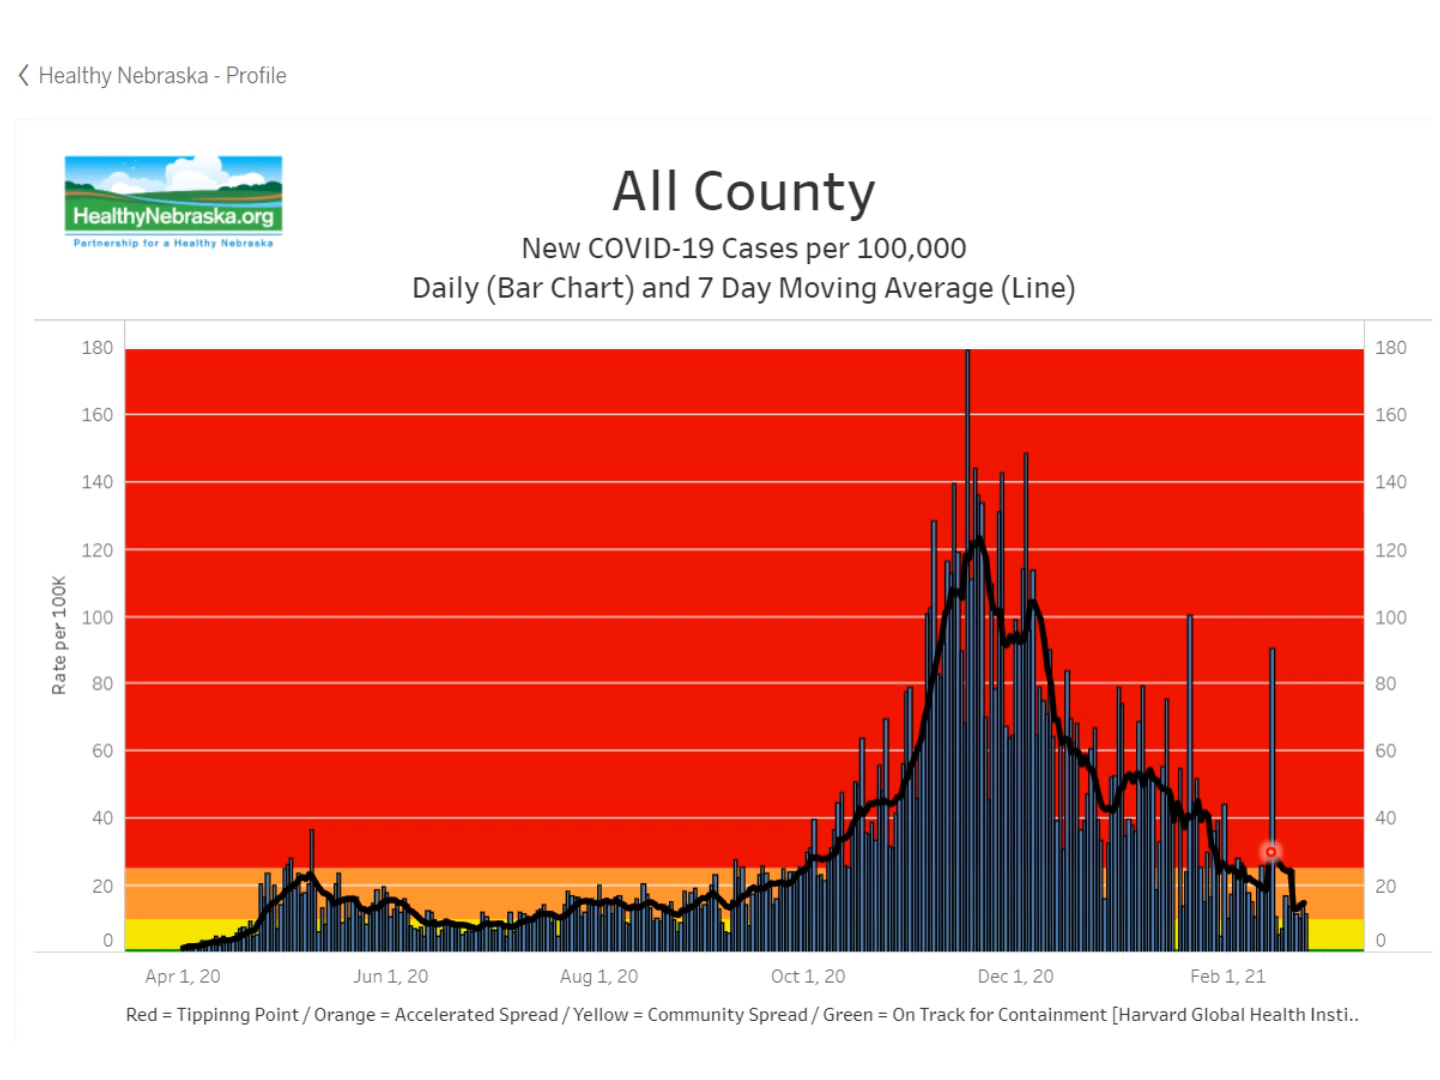 Healthy Nebraska - Profile
HealthyNebraska.org
Partnership for a Healthy Nebraska
All County
New COVID-19 Cases per 100,000
Daily (Bar Chart) and 7 Day Moving Average (Line)
180 180
160 160
140 140
120 120
100 100
80 80
60 60
40 40
20 20
0 0
Rate per 100K
Apr 1, 20 Jun 1, 20 Aug 1, 20 Oct 1, 20 Dec 1, 20 Feb 1, 21
Red = Tippinng Point / Orange = Accelerated Spread / Yellow = Community Spread / Green = On Track for Containment [Harvard Global Health Insti..